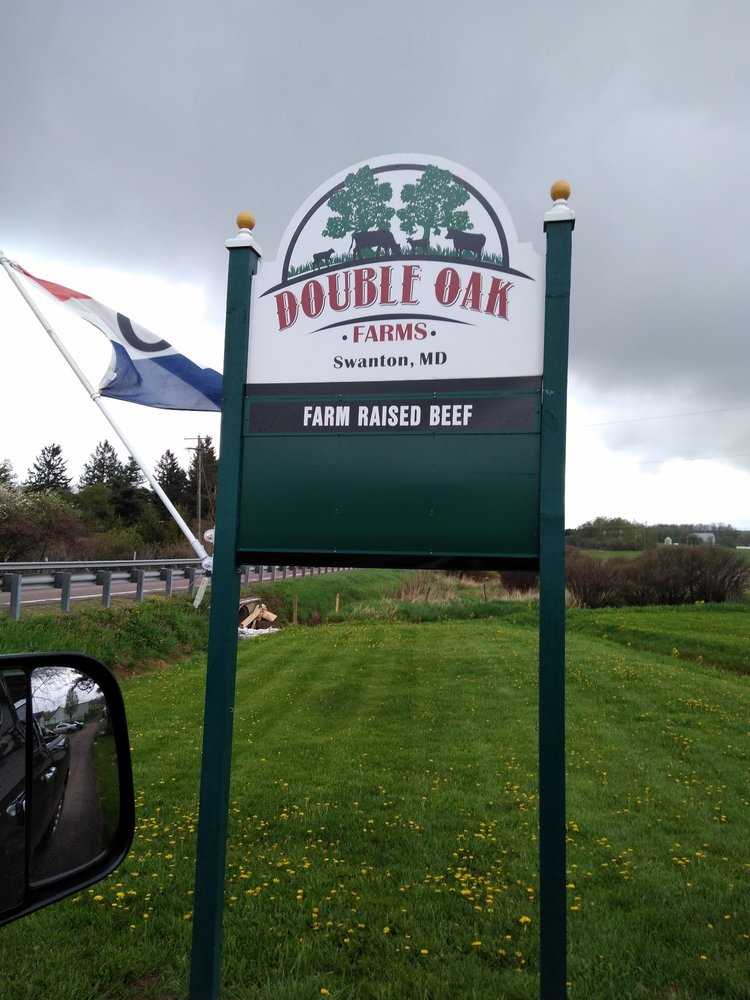 DOUBLE OAK
• FARMS •
Swanton, MD
FARM RAISED BEEF